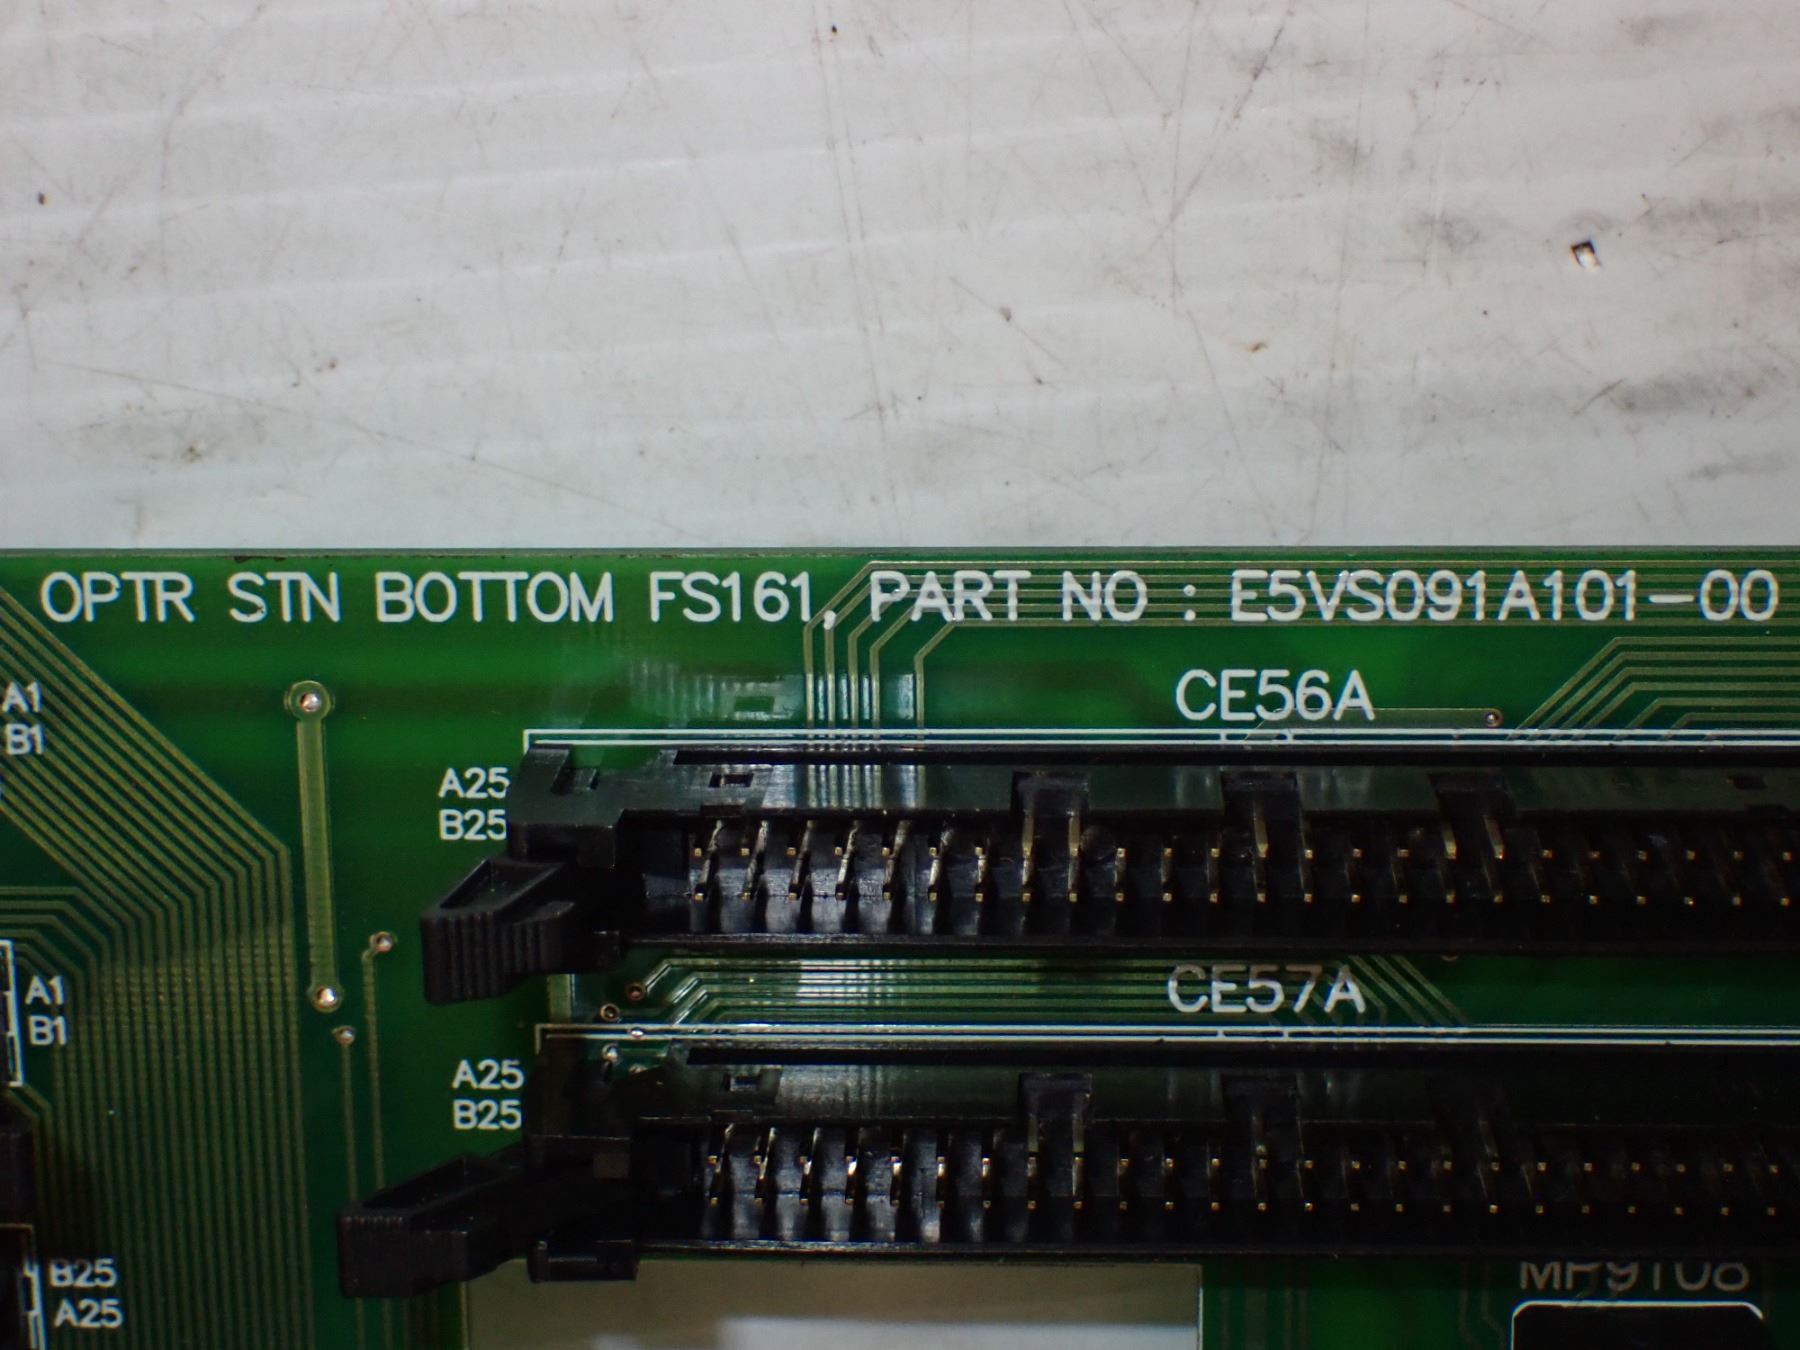 OPTR STN BOTTOM FS161, PART NO : E5VS091A101-00
A1
B1
CE56A
A25
B25
CE57A
A1
B1
A25
B25
B25
A25